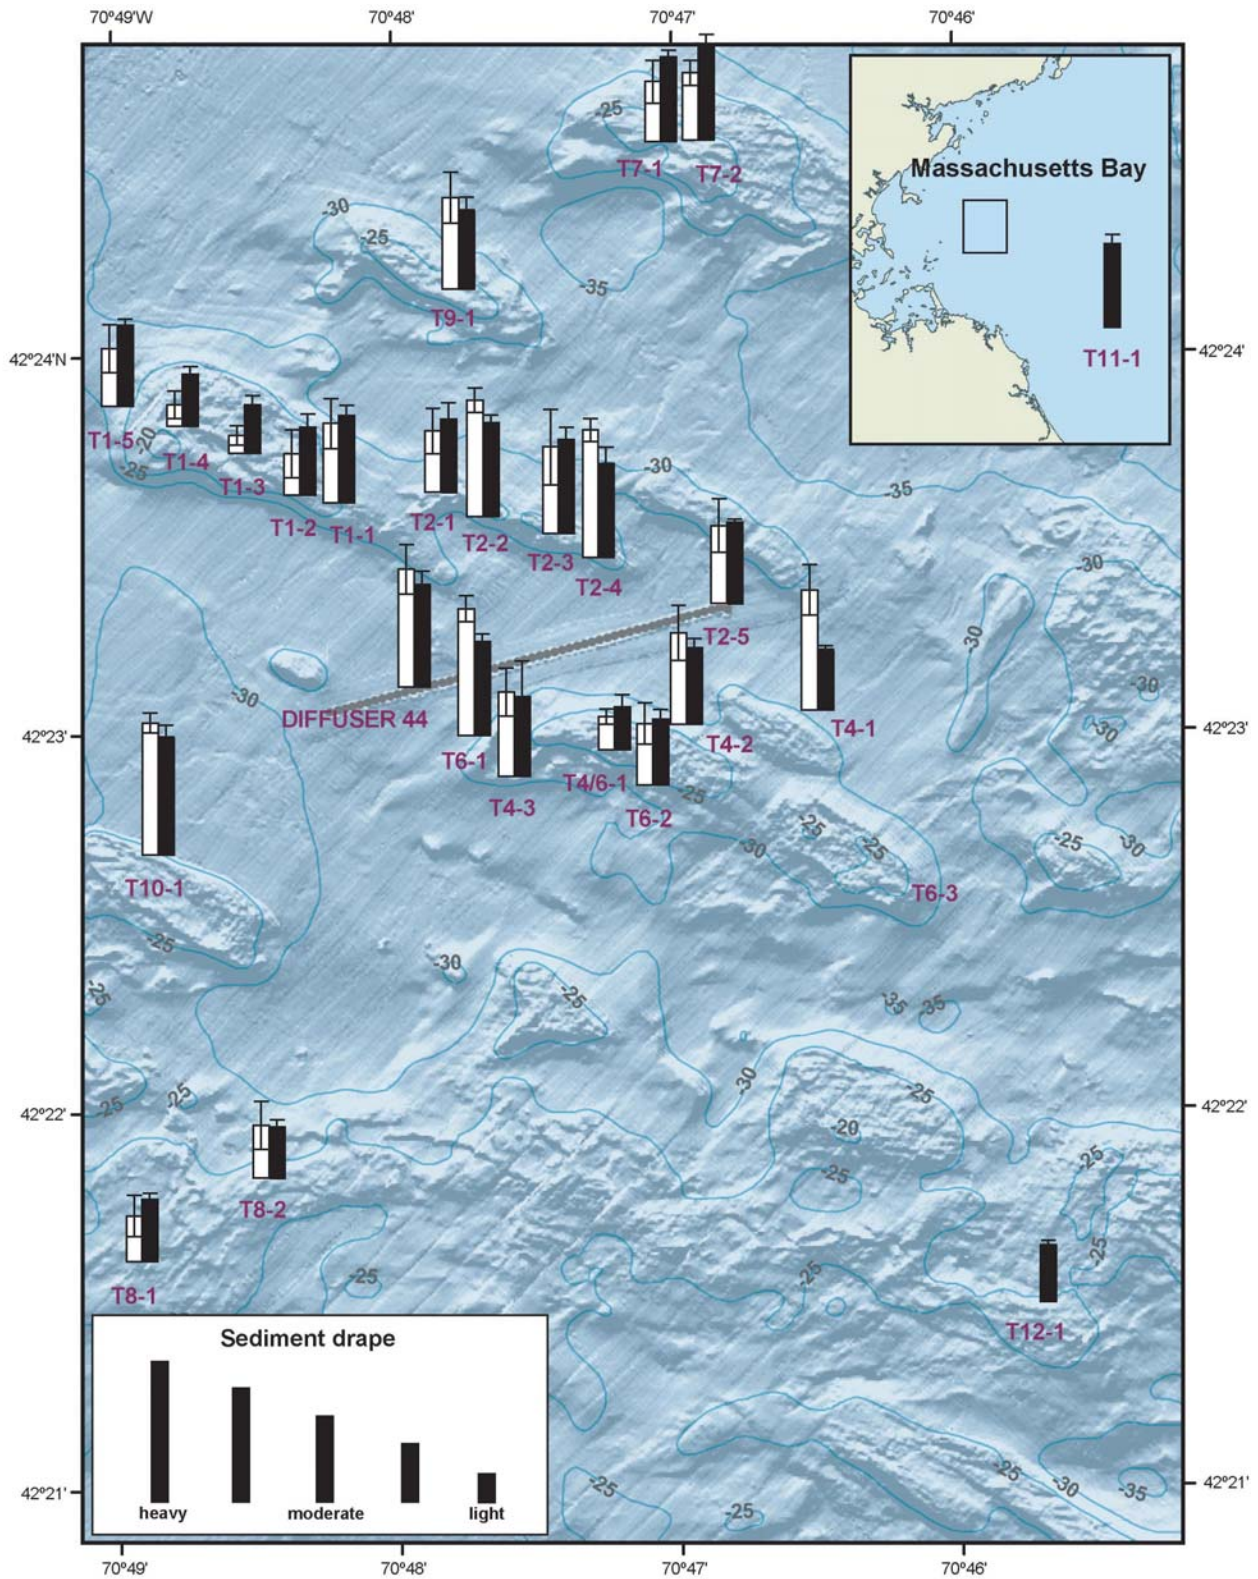 70°49'W 70°48' 70°47' 70°46'
-25
T7-1 T7-2
Massachusetts Bay
MA
-30
-25
-35
T9-1
T11-1
42°24'N 42°24'
T1-5 -20
-25 T1-4
T1-3
-30
-35
T1-2 T1-1 T2-1
T2-2
T2-3
T2-4
-30
T2-5
-30
-30
-30
DIFFUSER 44
T4-1
-30
42°23' 42°23'
T6-1 T4-2
T4/6-1
T4-3 -25
T6-2
-25
-30 -25 -25 -30
T10-1 T6-3
-25
-30
-25 -25
-35 -35
-30
-25 -25 -25
42°22' 42°22'
-20
-25
-25
T8-2
-25
-25 -25
T8-1
T12-1
Sediment drape
heavy moderate light
-25 -30 -35
-25
-25
42°21' 42°21'
70°49' 70°48' 70°47' 70°46'